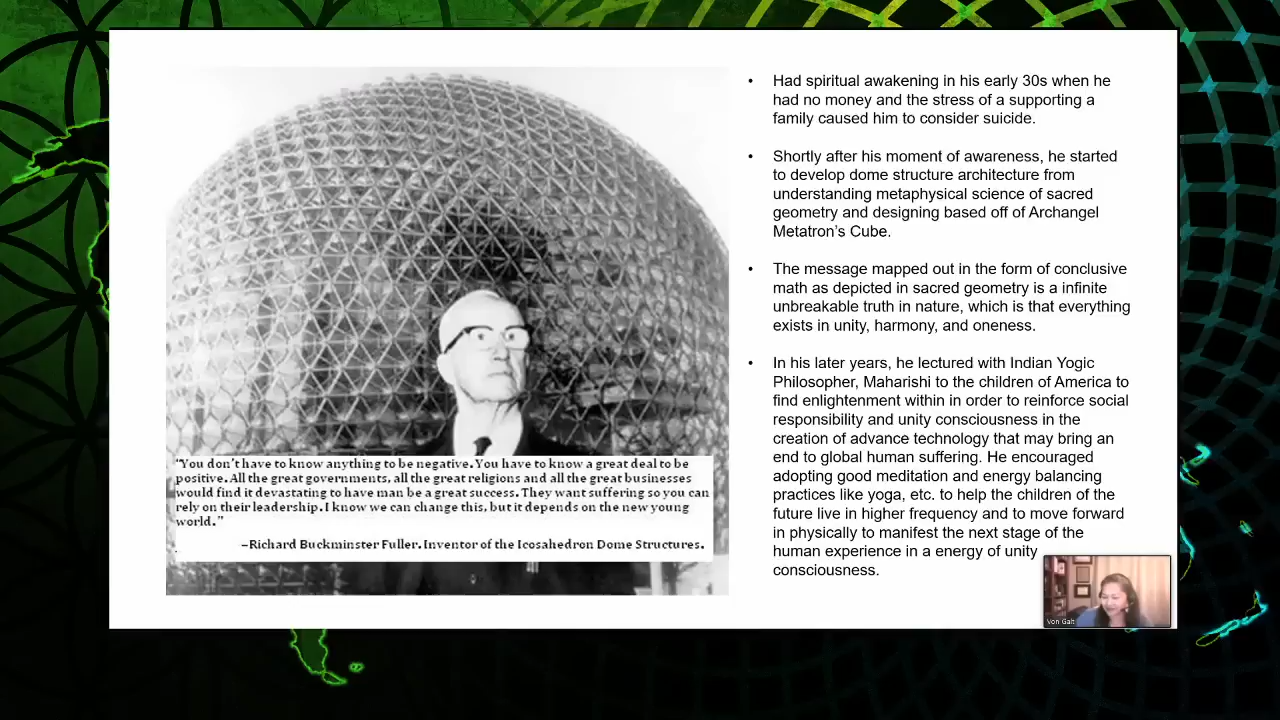 “You don’t have to know anything to be negative. You have to know a great deal to be
positive. All the great governments, all the great religions and all the great businesses
would find it devastating to have man be a great success. They want suffering so you can
rely on their leadership. I know we can change this, but it depends on the new young
world.”
–Richard Buckminster Fuller. Inventor of the Icosahedron Dome Structures.
• Had spiritual awakening in his early 30s when he
had no money and the stress of a supporting a
family caused him to consider suicide.
• Shortly after his moment of awareness, he started
to develop dome structure architecture from
understanding metaphysical science of sacred
geometry and designing based off of Archangel
Metatron’s Cube.
• The message mapped out in the form of conclusive
math as depicted in sacred geometry is a infinite
unbreakable truth in nature, which is that everything
exists in unity, harmony, and oneness.
• In his later years, he lectured with Indian Yogic
Philosopher, Maharishi to the children of America to
find enlightenment within in order to reinforce social
responsibility and unity consciousness in the
creation of advance technology that may bring an
end to global human suffering. He encouraged
adopting good meditation and energy balancing
practices like yoga, etc. to help the children of the
future live in higher frequency and to move forward
in physically to manifest the next stage of the
human experience in a energy of unity
consciousness.
Von Galt